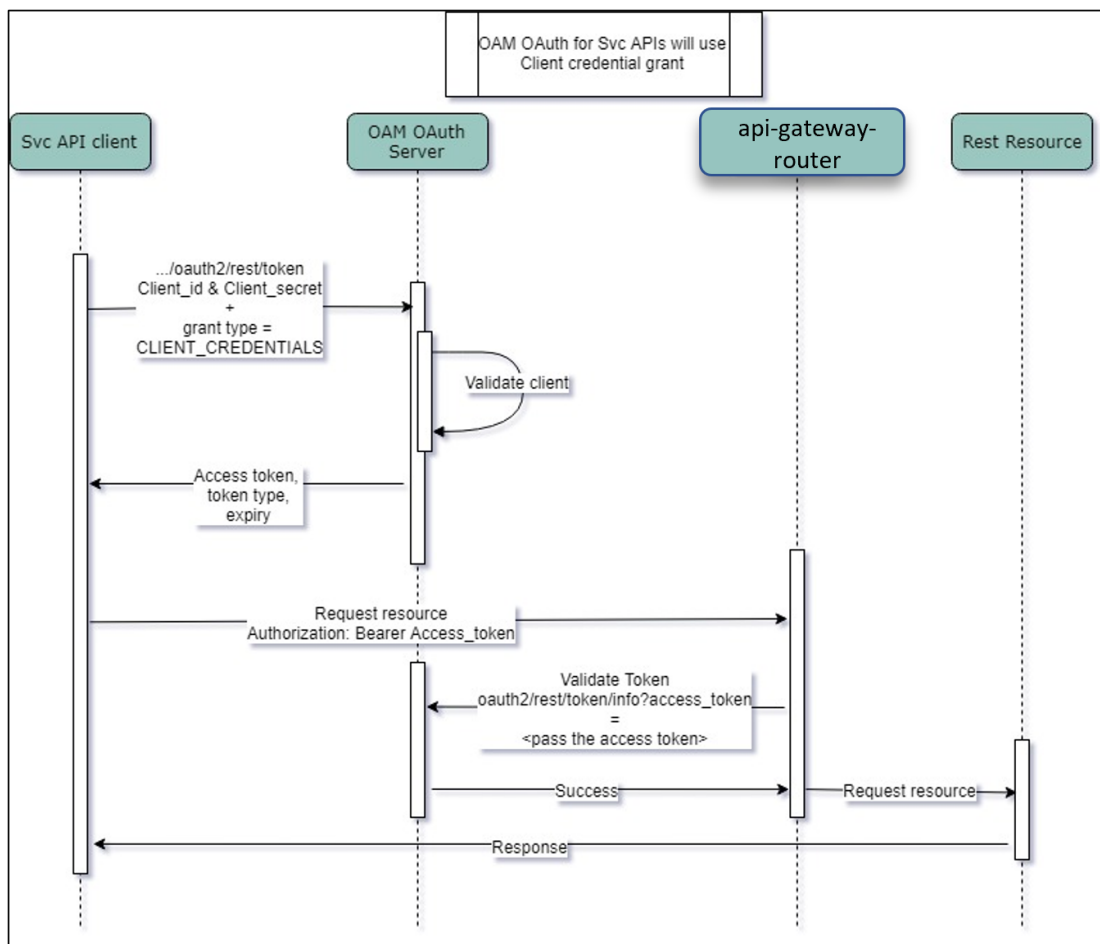 OAM OAuth for Svc APIs will use
Client credential grant
Svc API client
OAM OAuth
Server
api-gateway-
router
Rest Resource
.../oauth2/rest/token
Client_id & Client_secret
+
grant type =
CLIENT_CREDENTIALS
Validate client
Access token,
token type,
expiry
Request resource
Authorization: Bearer Access_token
Validate Token
oauth2/rest/token/info?access_token
=
<pass the access token>
Success
Request resource
Response